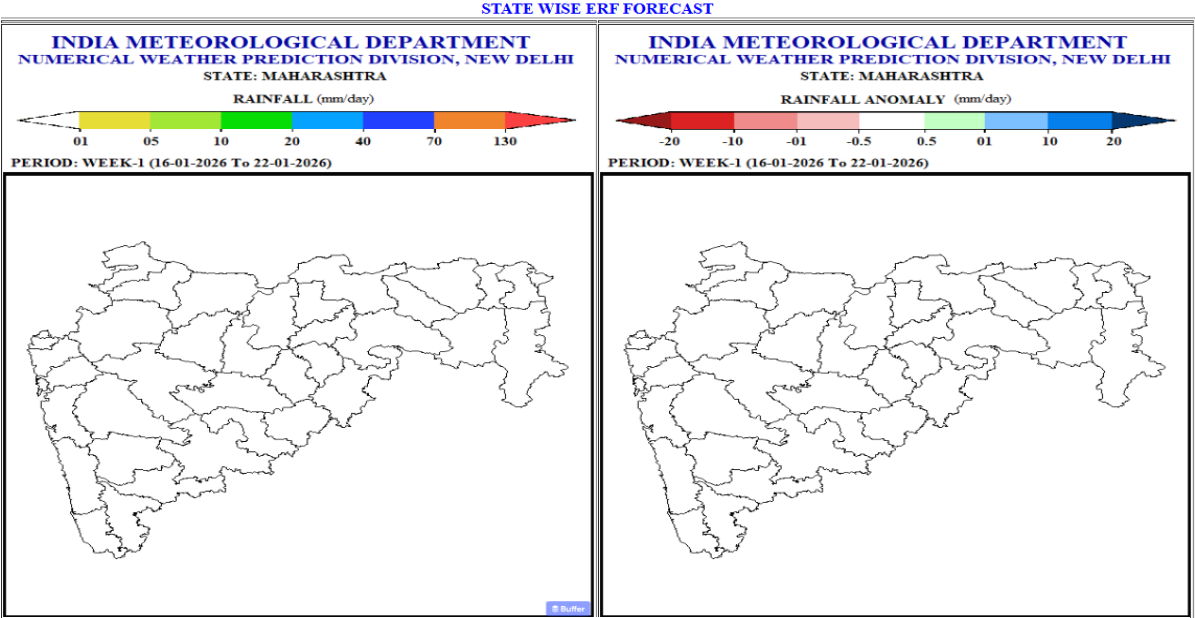 STATE WISE ERF FORECAST
INDIA METEOROLOGICAL DEPARTMENT
NUMERICAL WEATHER PREDICTION DIVISION, NEW DELHI
STATE: MAHARASHTRA
RAINFALL (mm/day)
01 05 10 20 40 70 130
PERIOD: WEEK-1 (16-01-2026 To 22-01-2026)
Buffer
INDIA METEOROLOGICAL DEPARTMENT
NUMERICAL WEATHER PREDICTION DIVISION, NEW DELHI
STATE: MAHARASHTRA
RAINFALL ANOMALY (mm/day)
-20 -10 -01 -0.5 0.5 01 10 20
PERIOD: WEEK-1 (16-01-2026 To 22-01-2026)